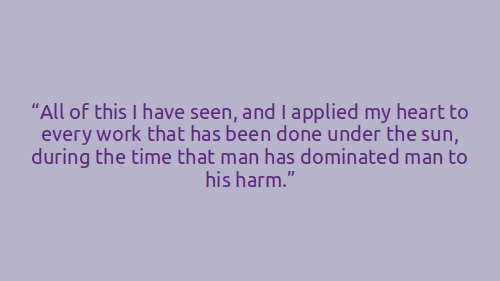 “All of this I have seen, and I applied my heart to
every work that has been done under the sun,
during the time that man has dominated man to
his harm.”